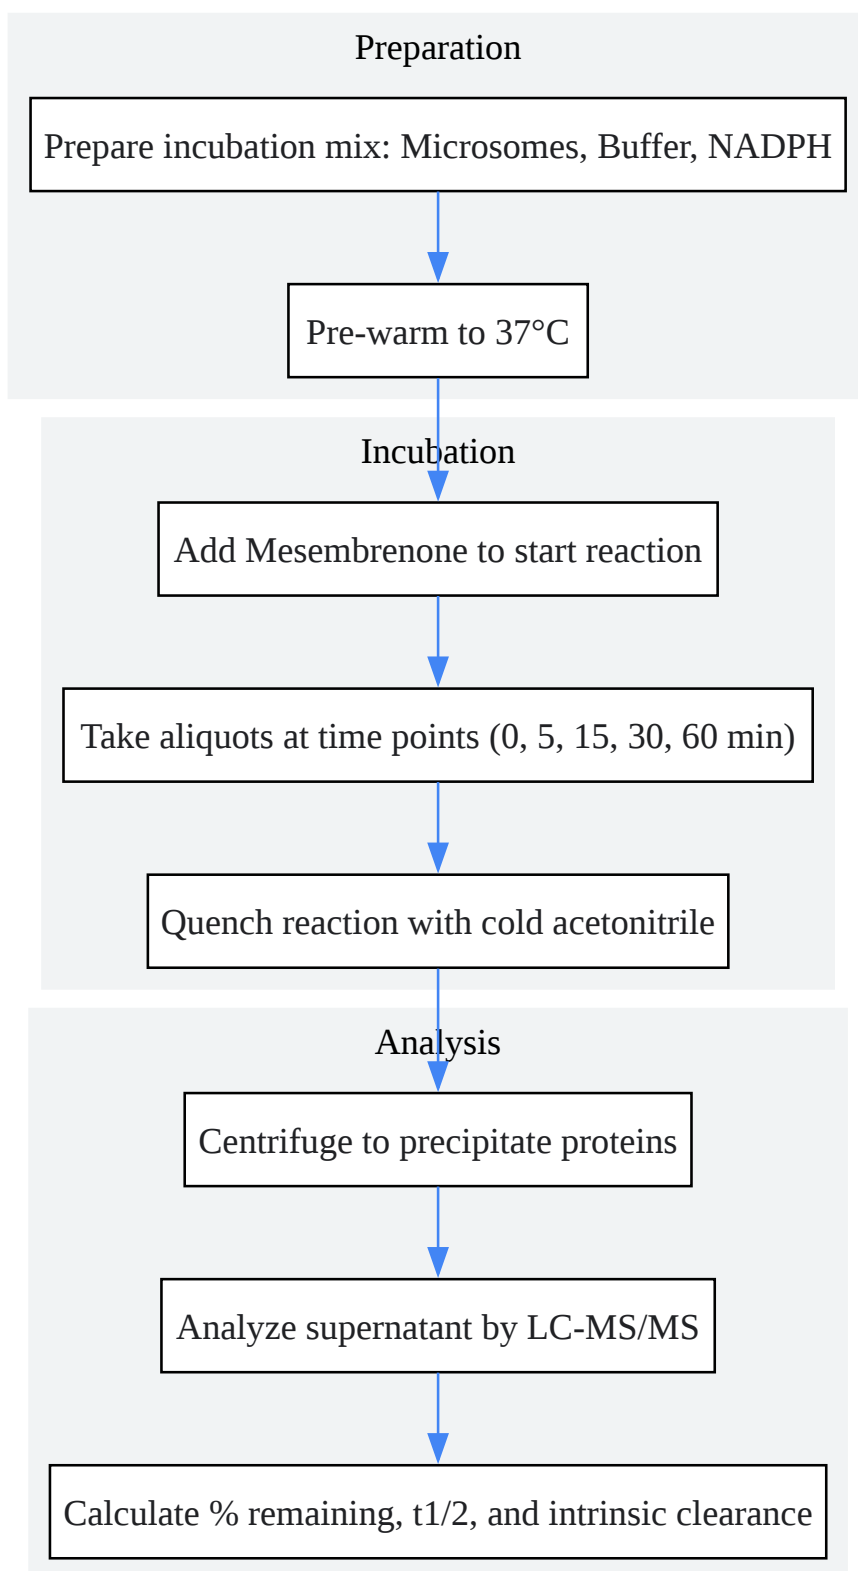 Preparation
Prepare incubation mix: Microsomes, Buffer, NADPH
Pre-warm to 37°C
Incubation
Add Mesembrenone to start reaction
Take aliquots at time points (0, 5, 15, 30, 60 min)
Quench reaction with cold acetonitrile
Analysis
Centrifuge to precipitate proteins
Analyze supernatant by LC-MS/MS
Calculate % remaining, t1/2, and intrinsic clearance